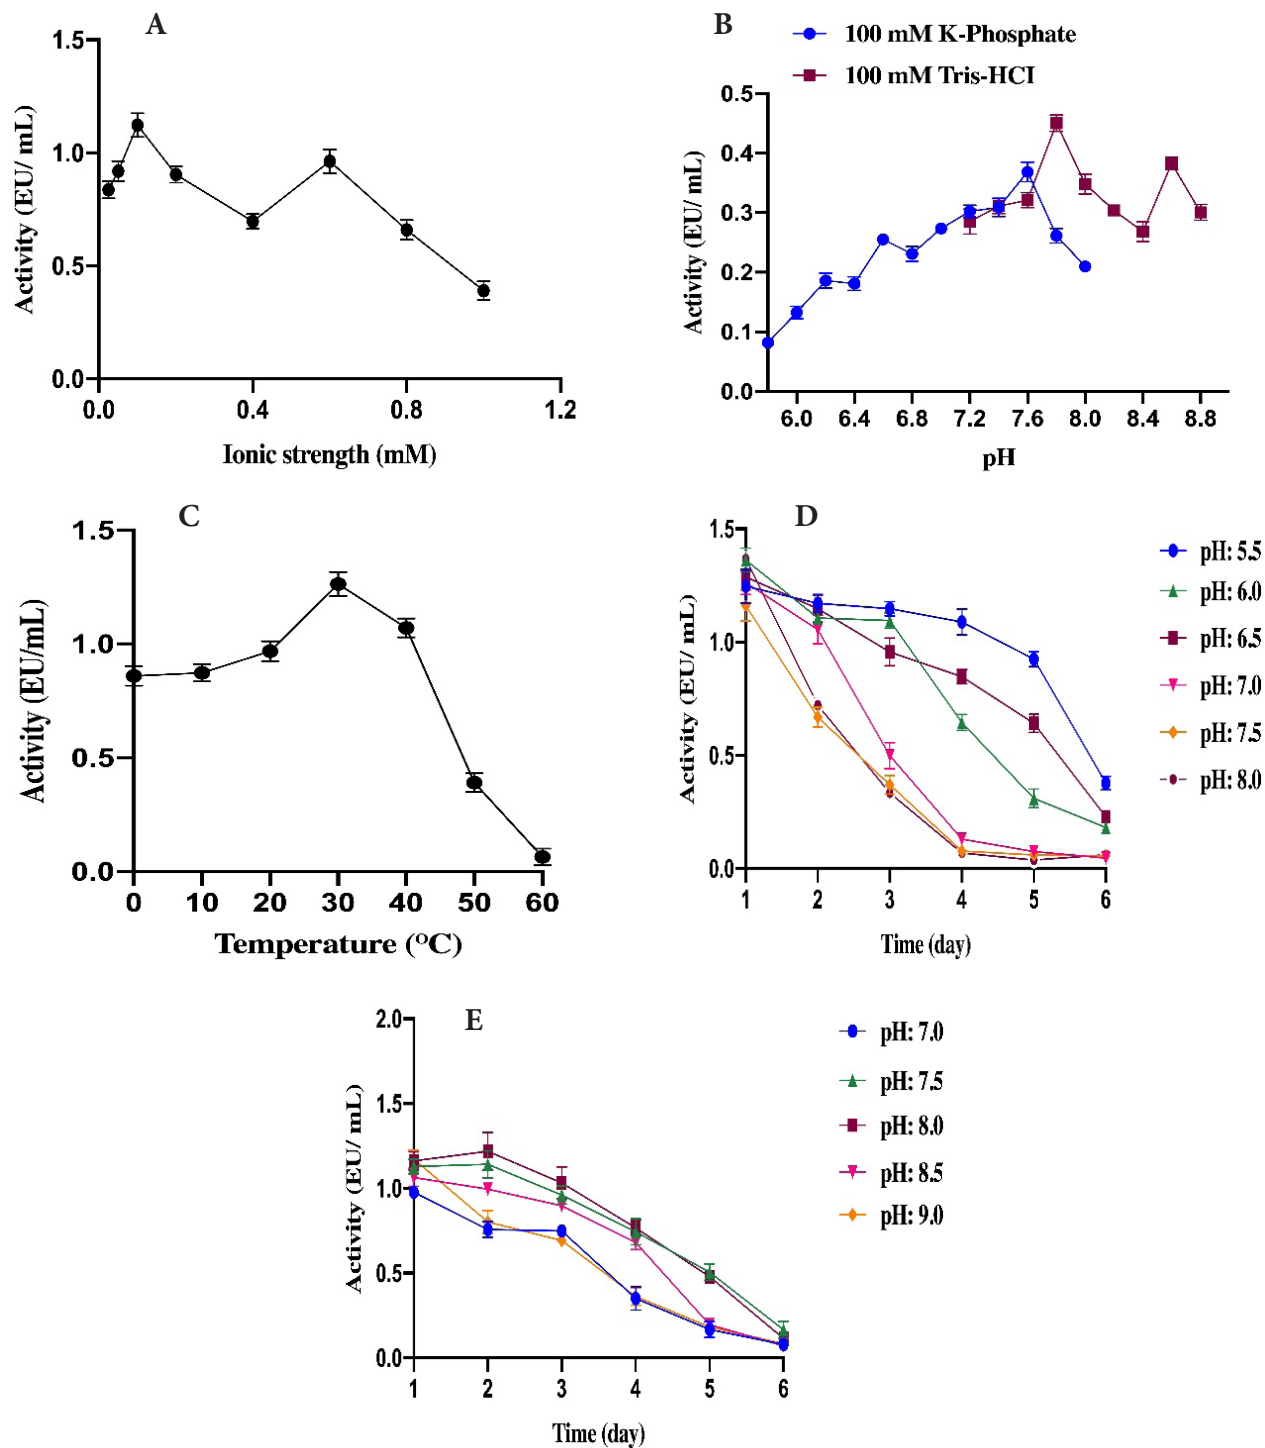 A
1.5
1.0
0.5
0.0
0.0 0.4 0.8 1.2
Activity (EU/ mL)
Ionic strength (mM)
B
100 mM K-Phosphate
100 mM Tris-HCI
0.5
0.4
0.3
0.2
0.1
0.0
6.0 6.4 6.8 7.2 7.6 8.0 8.4 8.8
Activity (EU/ mL)
pH
C
1.5
1.0
0.5
0.0
0 10 20 30 40 50 60
Activity (EU/mL)
Temperature (°C)
D
1.5
1.0
0.5
0.0
1 2 3 4 5 6
Activity (EU/ mL)
Time (day)
pH: 5.5
pH: 6.0
pH: 6.5
pH: 7.0
pH: 7.5
pH: 8.0
E
2.0
1.5
1.0
0.5
0.0
1 2 3 4 5 6
Activity (EU/ mL)
Time (day)
pH: 7.0
pH: 7.5
pH: 8.0
pH: 8.5
pH: 9.0